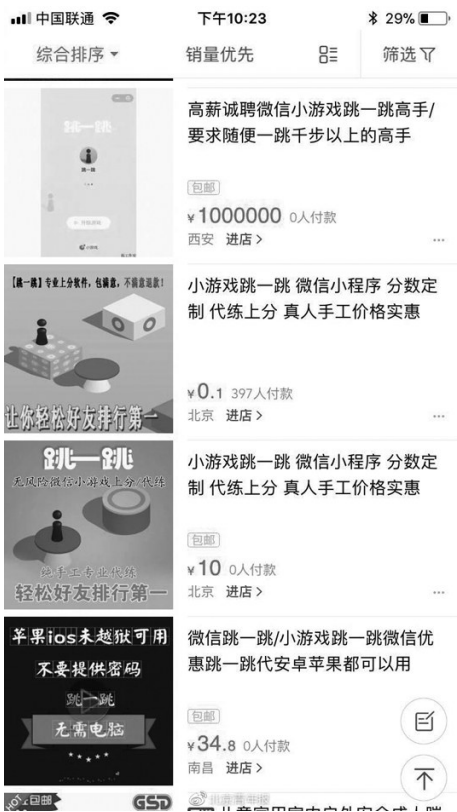 中国联通
下午10:23
29%
综合排序
销量优先
筛选
跳一跳
跳一跳
小游戏
高薪诚聘微信小游戏跳一跳高手/
要求随便一跳千步以上的高手
包邮
¥1000000 0人付款
西安 进店 >
【跳一跳】专业上分软件,包满意,不满意退款!
让你轻松好友排行第一
小游戏跳一跳 微信小程序 分数定
制 代练上分 真人手工价格实惠
¥0.1 397人付款
北京 进店 >
跳一跳
无风险微信小游戏上分/代练
纯手工专业代练
轻松好友排行第一
小游戏跳一跳 微信小程序 分数定
制 代练上分 真人手工价格实惠
包邮
¥10 0人付款
北京 进店 >
苹果ios未越狱可用
不要提供密码
跳一跳
无需电脑
微信跳一跳/小游戏跳一跳微信优
惠跳一跳代安卓苹果都可以用
包邮
¥34.8 0人付款
南昌 进店 >
HOT
包邮
GSD